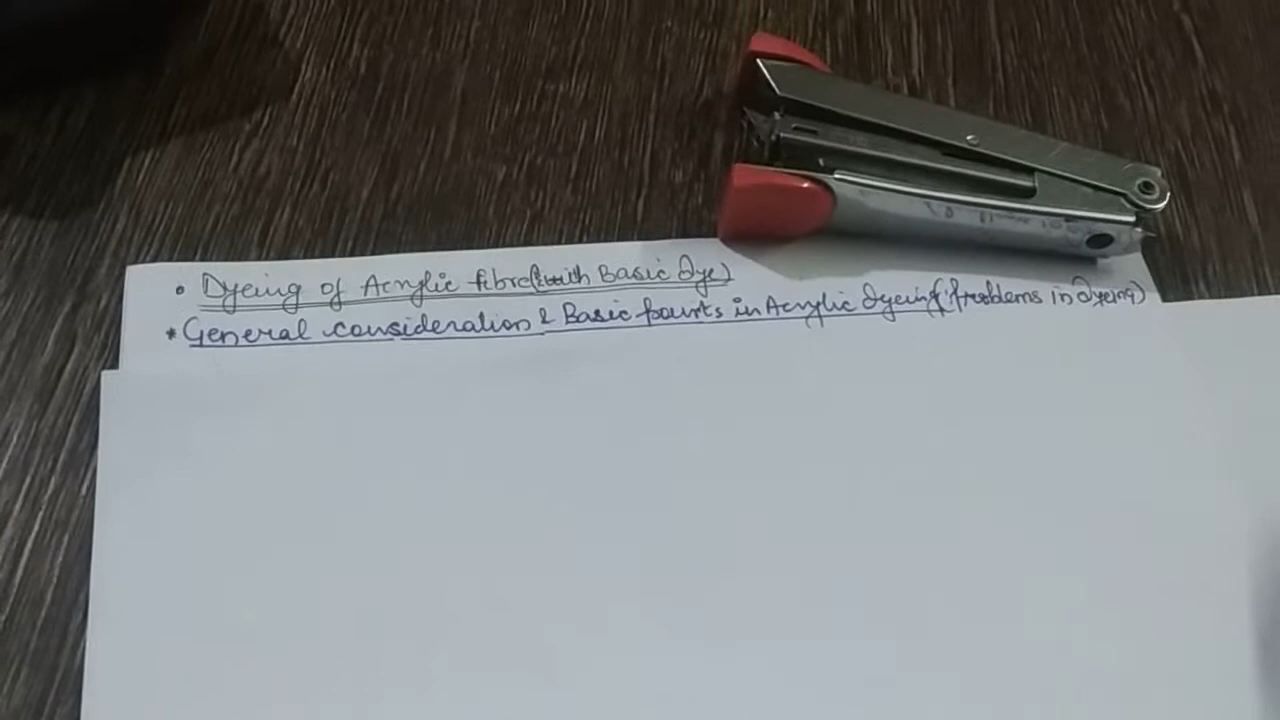 • Dyeing of Acrylic fibre (with Basic Dye)
* General consideration & Basic points in Acrylic dyeing (problems in dyeing)